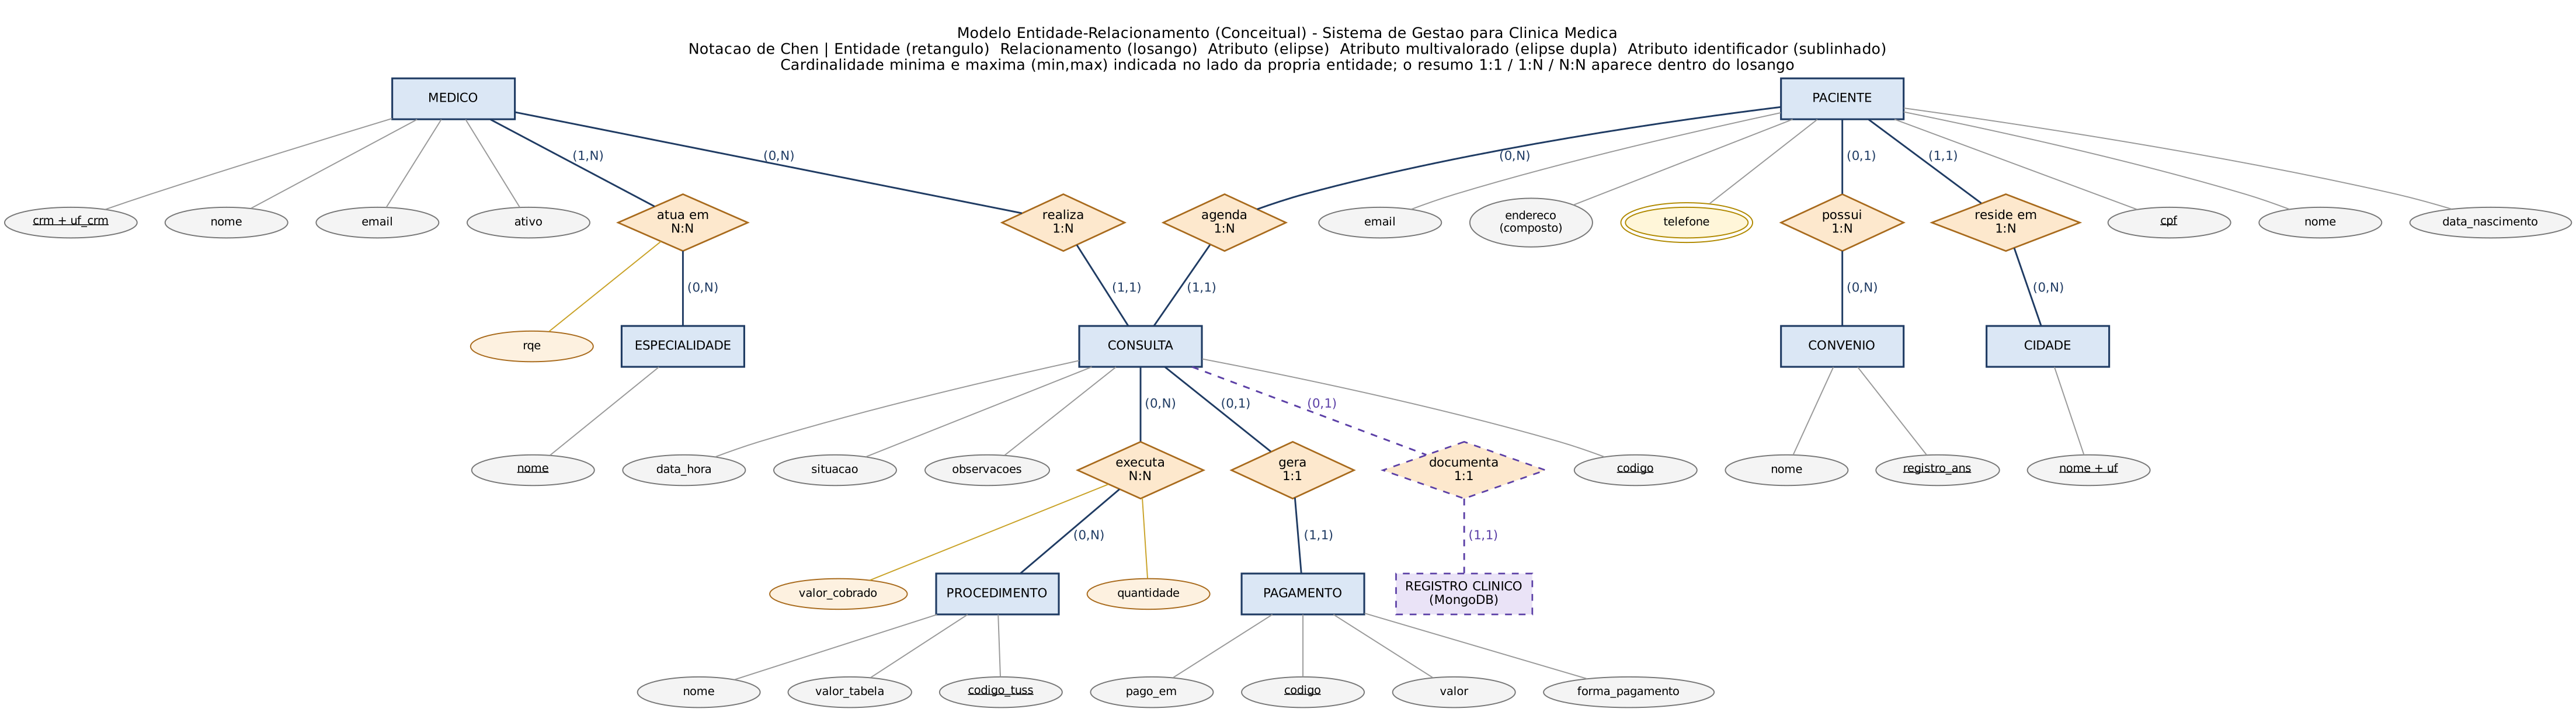 Modelo Entidade-Relacionamento (Conceitual) - Sistema de Gestao para Clinica Medica
Notacao de Chen | Entidade (retangulo)  Relacionamento (losango)  Atributo (elipse)  Atributo multivalorado (elipse dupla)  Atributo identificador (sublinhado)
Cardinalidade minima e maxima (min,max) indicada no lado da propria entidade; o resumo 1:1 / 1:N / N:N aparece dentro do losango
MEDICO
PACIENTE
(1,N)
(0,N)
(0,N)
(0,1)
(1,1)
crm + uf_crm
nome
email
ativo
atua em
N:N
realiza
1:N
agenda
1:N
email
endereco
(composto)
telefone
possui
1:N
reside em
1:N
cpf
nome
data_nascimento
(0,N)
(1,1)
(1,1)
(0,N)
(0,N)
rqe
ESPECIALIDADE
CONSULTA
CONVENIO
CIDADE
(0,N)
(0,1)
(0,1)
nome
data_hora
situacao
observacoes
executa
N:N
gera
1:1
documenta
1:1
codigo
nome
registro_ans
nome + uf
(0,N)
(1,1)
(1,1)
valor_cobrado
PROCEDIMENTO
quantidade
PAGAMENTO
REGISTRO CLINICO
(MongoDB)
nome
valor_tabela
codigo_tuss
pago_em
codigo
valor
forma_pagamento